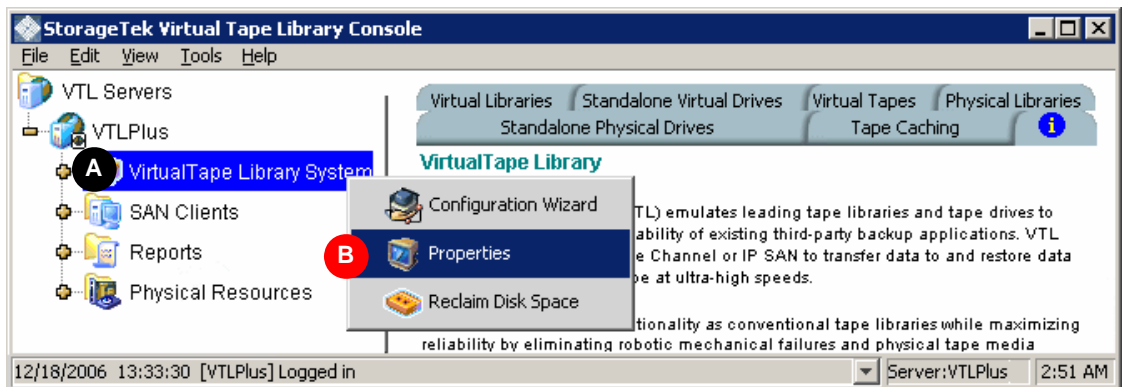 StorageTek Virtual Tape Library Console
File Edit View Tools Help
VTL Servers
VTLPlus
A
VirtualTape Library System
SAN Clients
Reports
Physical Resources
Configuration Wizard
B
Properties
Reclaim Disk Space
Virtual Libraries Standalone Virtual Drives Virtual Tapes Physical Libraries
Standalone Physical Drives Tape Caching i
VirtualTape Library
TL) emulates leading tape libraries and tape drives to
ability of existing third-party backup applications. VTL
e Channel or IP SAN to transfer data to and restore data
be at ultra-high speeds.
tionality as conventional tape libraries while maximizing
reliability by eliminating robotic mechanical failures and physical tape media
12/18/2006 13:33:30 [VTLPlus] Logged in
Server:VTLPlus 2:51 AM